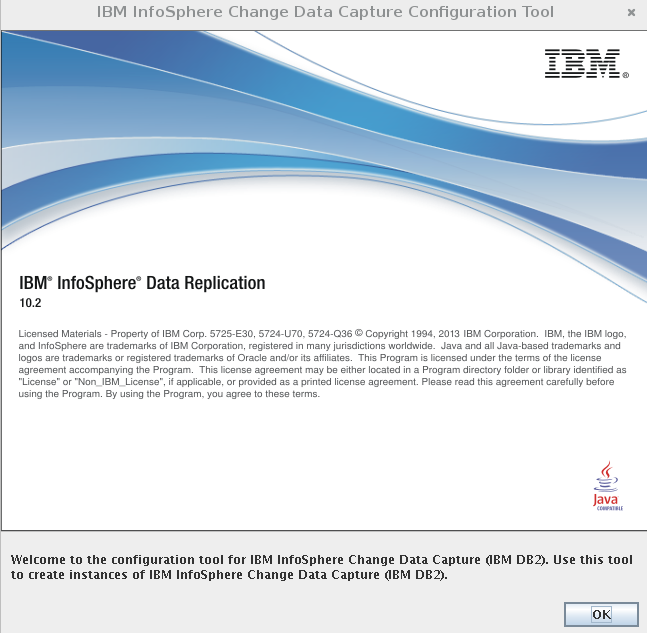 IBM InfoSphere Change Data Capture Configuration Tool
IBM®
IBM® InfoSphere® Data Replication
10.2
Licensed Materials - Property of IBM Corp. 5725-E30, 5724-U70, 5724-Q36 © Copyright 1994, 2013 IBM Corporation. IBM, the IBM logo,
and InfoSphere are trademarks of IBM Corporation, registered in many jurisdictions worldwide. Java and all Java-based trademarks and
logos are trademarks or registered trademarks of Oracle and/or its affiliates. This Program is licensed under the terms of the license
agreement accompanying the Program. This license agreement may be either located in a Program directory folder or library identified as
"License" or "Non_IBM_License", if applicable, or provided as a printed license agreement. Please read this agreement carefully before
using the Program. By using the Program, you agree to these terms.
Java
COMPATIBLE
Welcome to the configuration tool for IBM InfoSphere Change Data Capture (IBM DB2). Use this tool
to create instances of IBM InfoSphere Change Data Capture (IBM DB2).
OK